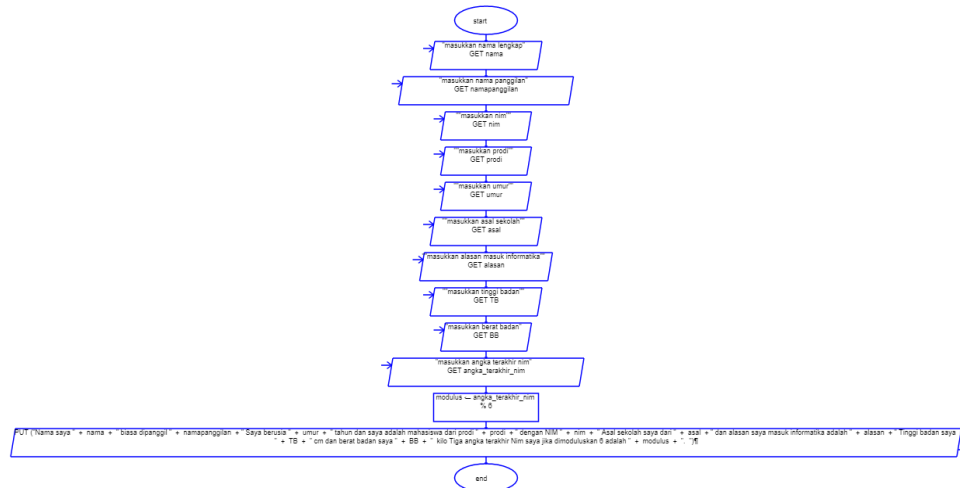 start
"masukkan nama lengkap"
GET nama
"masukkan nama panggilan"
GET namapanggilan
"masukkan nim"
GET nim
"masukkan prodi"
GET prodi
"masukkan umur"
GET umur
"masukkan asal sekolah"
GET asal
"masukkan alasan masuk informatika"
GET alasan
"masukkan tinggi badan"
GET TB
"masukkan berat badan"
GET BB
"masukkan angka terakhir nim"
GET angka_terakhir_nim
modulus ← angka_terakhir_nim
% 6
PUT ("Nama saya " + nama + " biasa dipanggil " + namapanggilan + "Saya berusia " + umur + " tahun dan saya adalah mahasiswa dari prodi " + prodi + "dengan NIM " + nim + " Asal sekolah saya dari " + asal + "dan alasan saya masuk informatika adalah " + alasan + "Tinggi badan saya
" + TB + " cm dan berat badan saya " + BB + " kilo Tiga angka terakhir Nim saya jika dimoduluskan 6 adalah " + modulus + ". ")¶
end